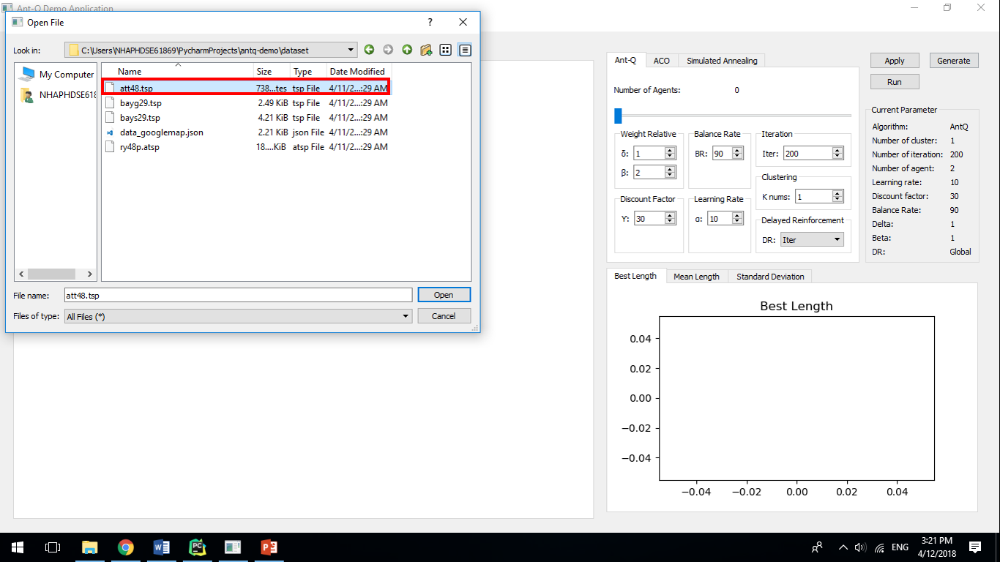 Ant-Q Demo Application
Open File
?
Look in:
C:\Users\NHAPHDSE61869\PycharmProjects\antq-demo\dataset
My Computer
NHAPHDSE618
Name Size Type Date Modified
att48.tsp 738...tes tsp File 4/11/2...:29 AM
bayg29.tsp 2.49 KiB tsp File 4/11/2...:29 AM
bays29.tsp 4.21 KiB tsp File 4/11/2...:29 AM
data_googlemap.json 2.21 KiB json File 4/11/2...:29 AM
ry48p.atsp 18....KiB atsp File 4/11/2...:29 AM
File name: att48.tsp Open
Files of type: All Files (*) Cancel
Ant-Q ACO Simulated Annealing
Number of Agents: 0
Weight Relative
δ: 1
β: 2
Balance Rate
BR: 90
Iteration
Iter: 200
Clustering
K nums: 1
Discount Factor
Y: 30
Learning Rate
α: 10
Delayed Reinforcement
DR: Iter
Apply Generate
Run
Current Parameter
Algorithm: AntQ
Number of cluster: 1
Number of iteration: 200
Number of agent: 2
Learning rate: 10
Discount factor: 30
Balance Rate: 90
Delta: 1
Beta: 1
DR: Global
Best Length Mean Length Standard Deviation
Best Length
0.04
0.02
0.00
−0.02
−0.04
−0.04 −0.02 0.00 0.02 0.04
ENG
3:21 PM
4/12/2018